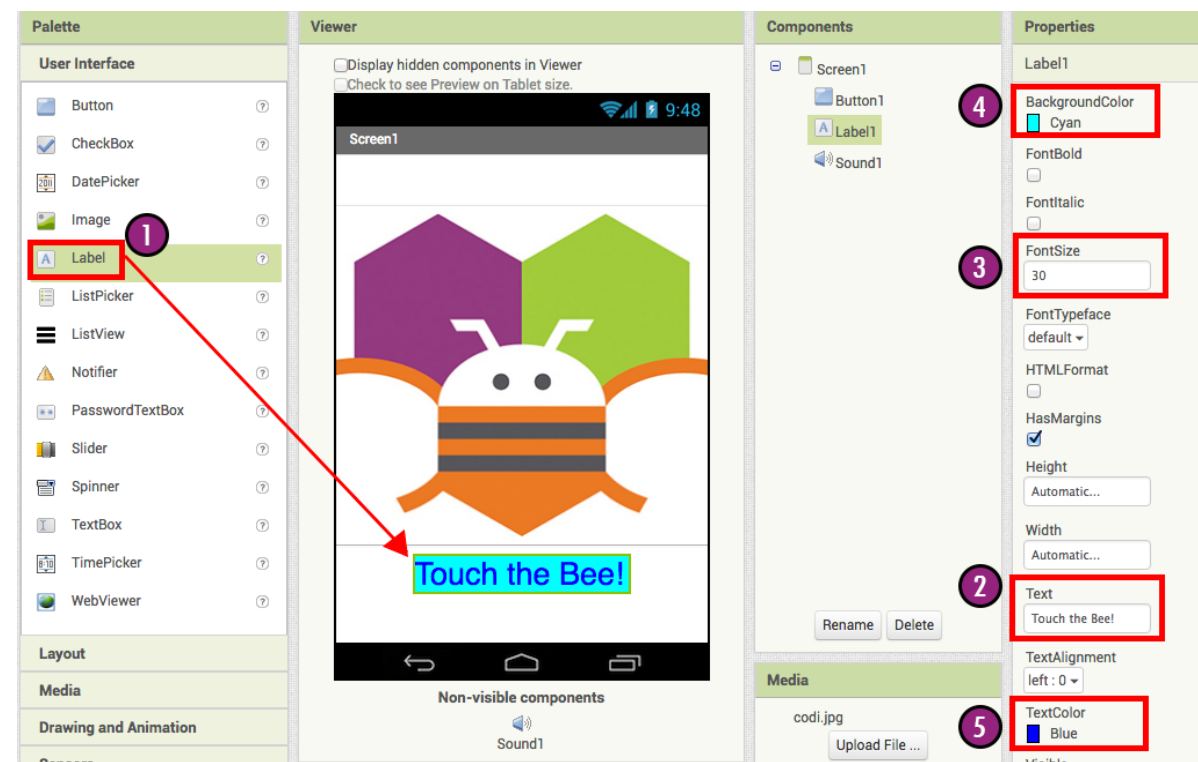 Palette
User Interface
Button
CheckBox
DatePicker
Image
1
Label
ListPicker
ListView
Notifier
PasswordTextBox
Slider
Spinner
TextBox
TimePicker
WebViewer
Layout
Media
Drawing and Animation
Sensors
Viewer
Display hidden components in Viewer
Check to see Preview on Tablet size.
9:48
Screen1
Touch the Bee!
Non-visible components
Sound1
Components
Screen1
Button1
Label1
Sound1
Rename Delete
Media
codi.jpg
Upload File ...
Properties
Label1
4
BackgroundColor
Cyan
FontBold
FontItalic
3
FontSize
30
FontTypeface
default
HTMLFormat
HasMargins
Height
Automatic...
Width
Automatic...
2
Text
Touch the Bee!
TextAlignment
left : 0
5
TextColor
Blue
Visible